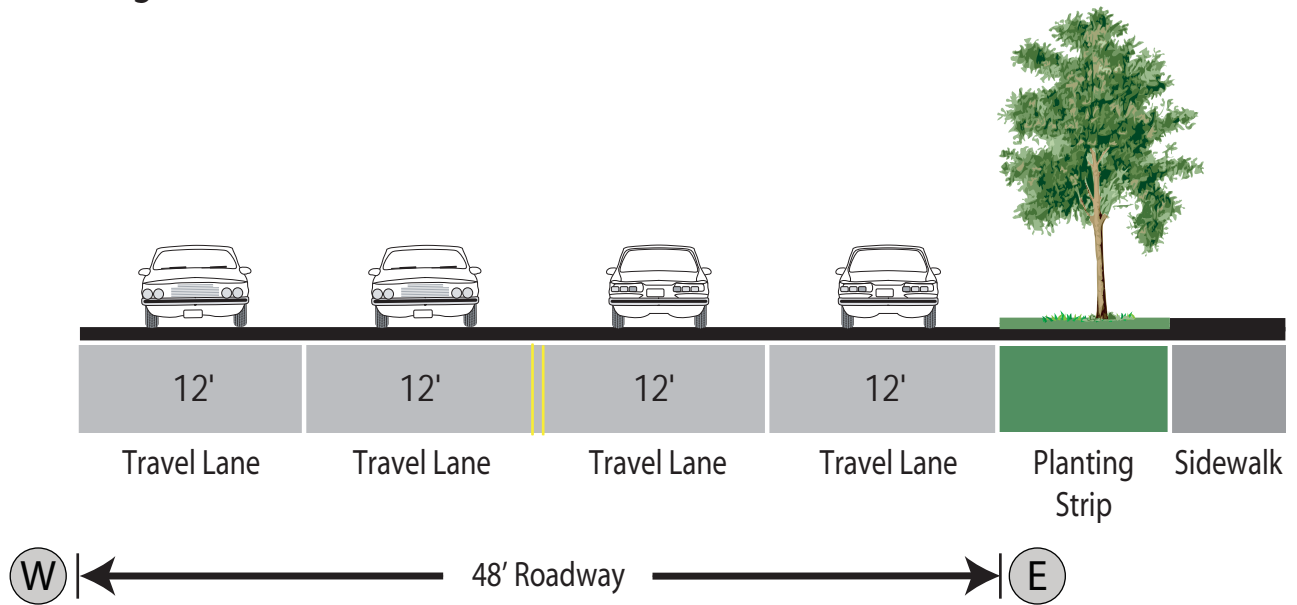 12' 12' 12' 12'
Travel Lane Travel Lane Travel Lane Travel Lane Planting Strip Sidewalk
W 48’ Roadway E